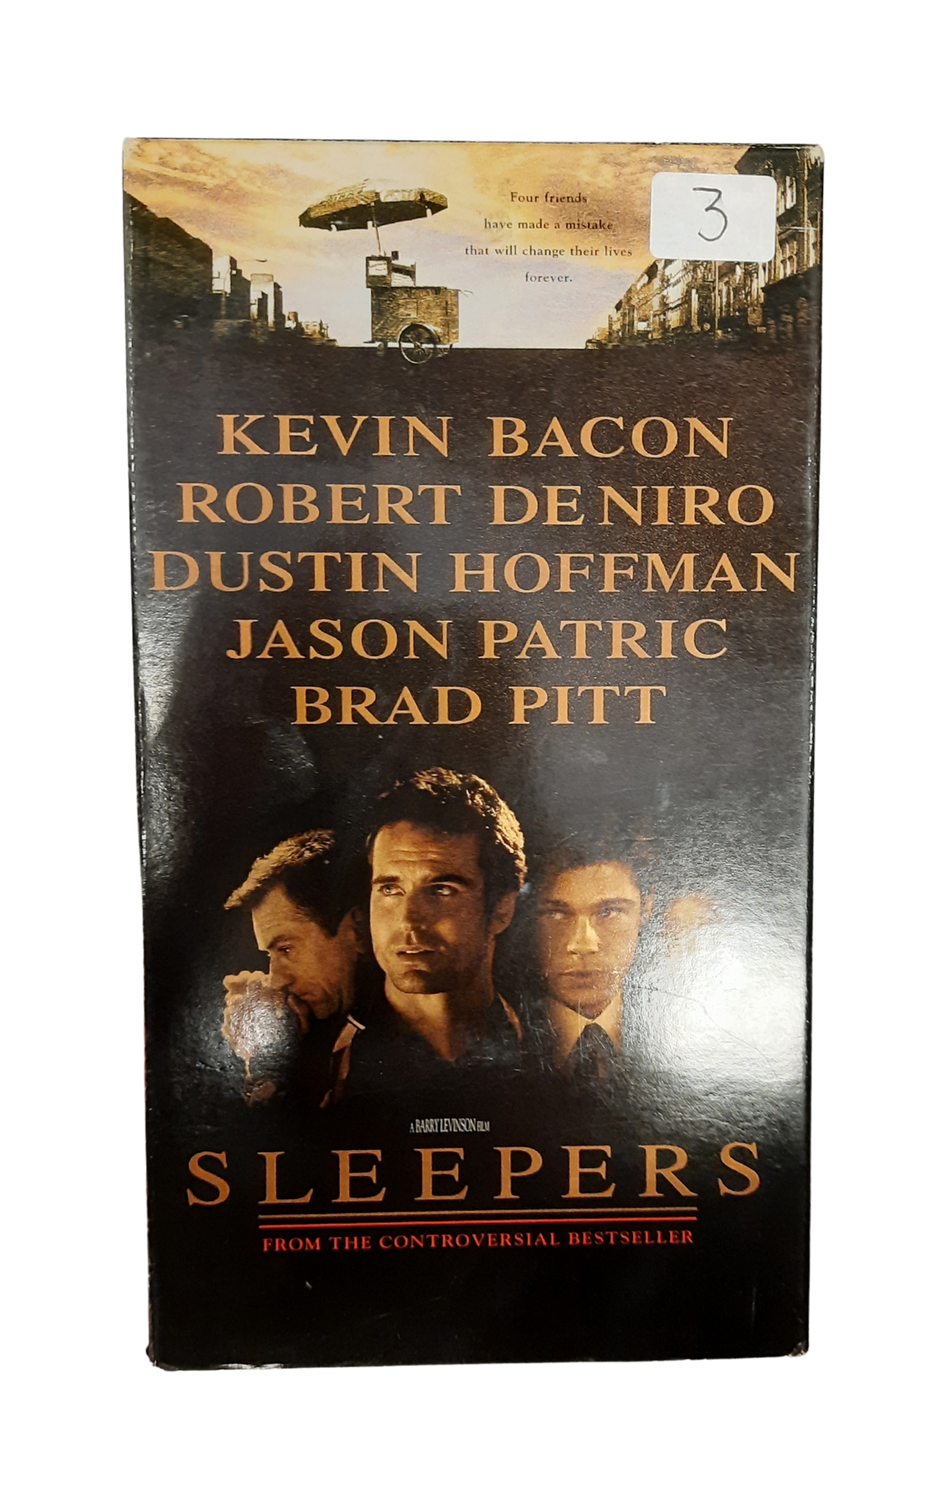 Four friends
have made a mistake
that will change their lives
forever.
3
KEVIN BACON
ROBERT DE NIRO
DUSTIN HOFFMAN
JASON PATRIC
BRAD PITT
A BARRY LEVINSON FILM
SLEEPERS
FROM THE CONTROVERSIAL BESTSELLER